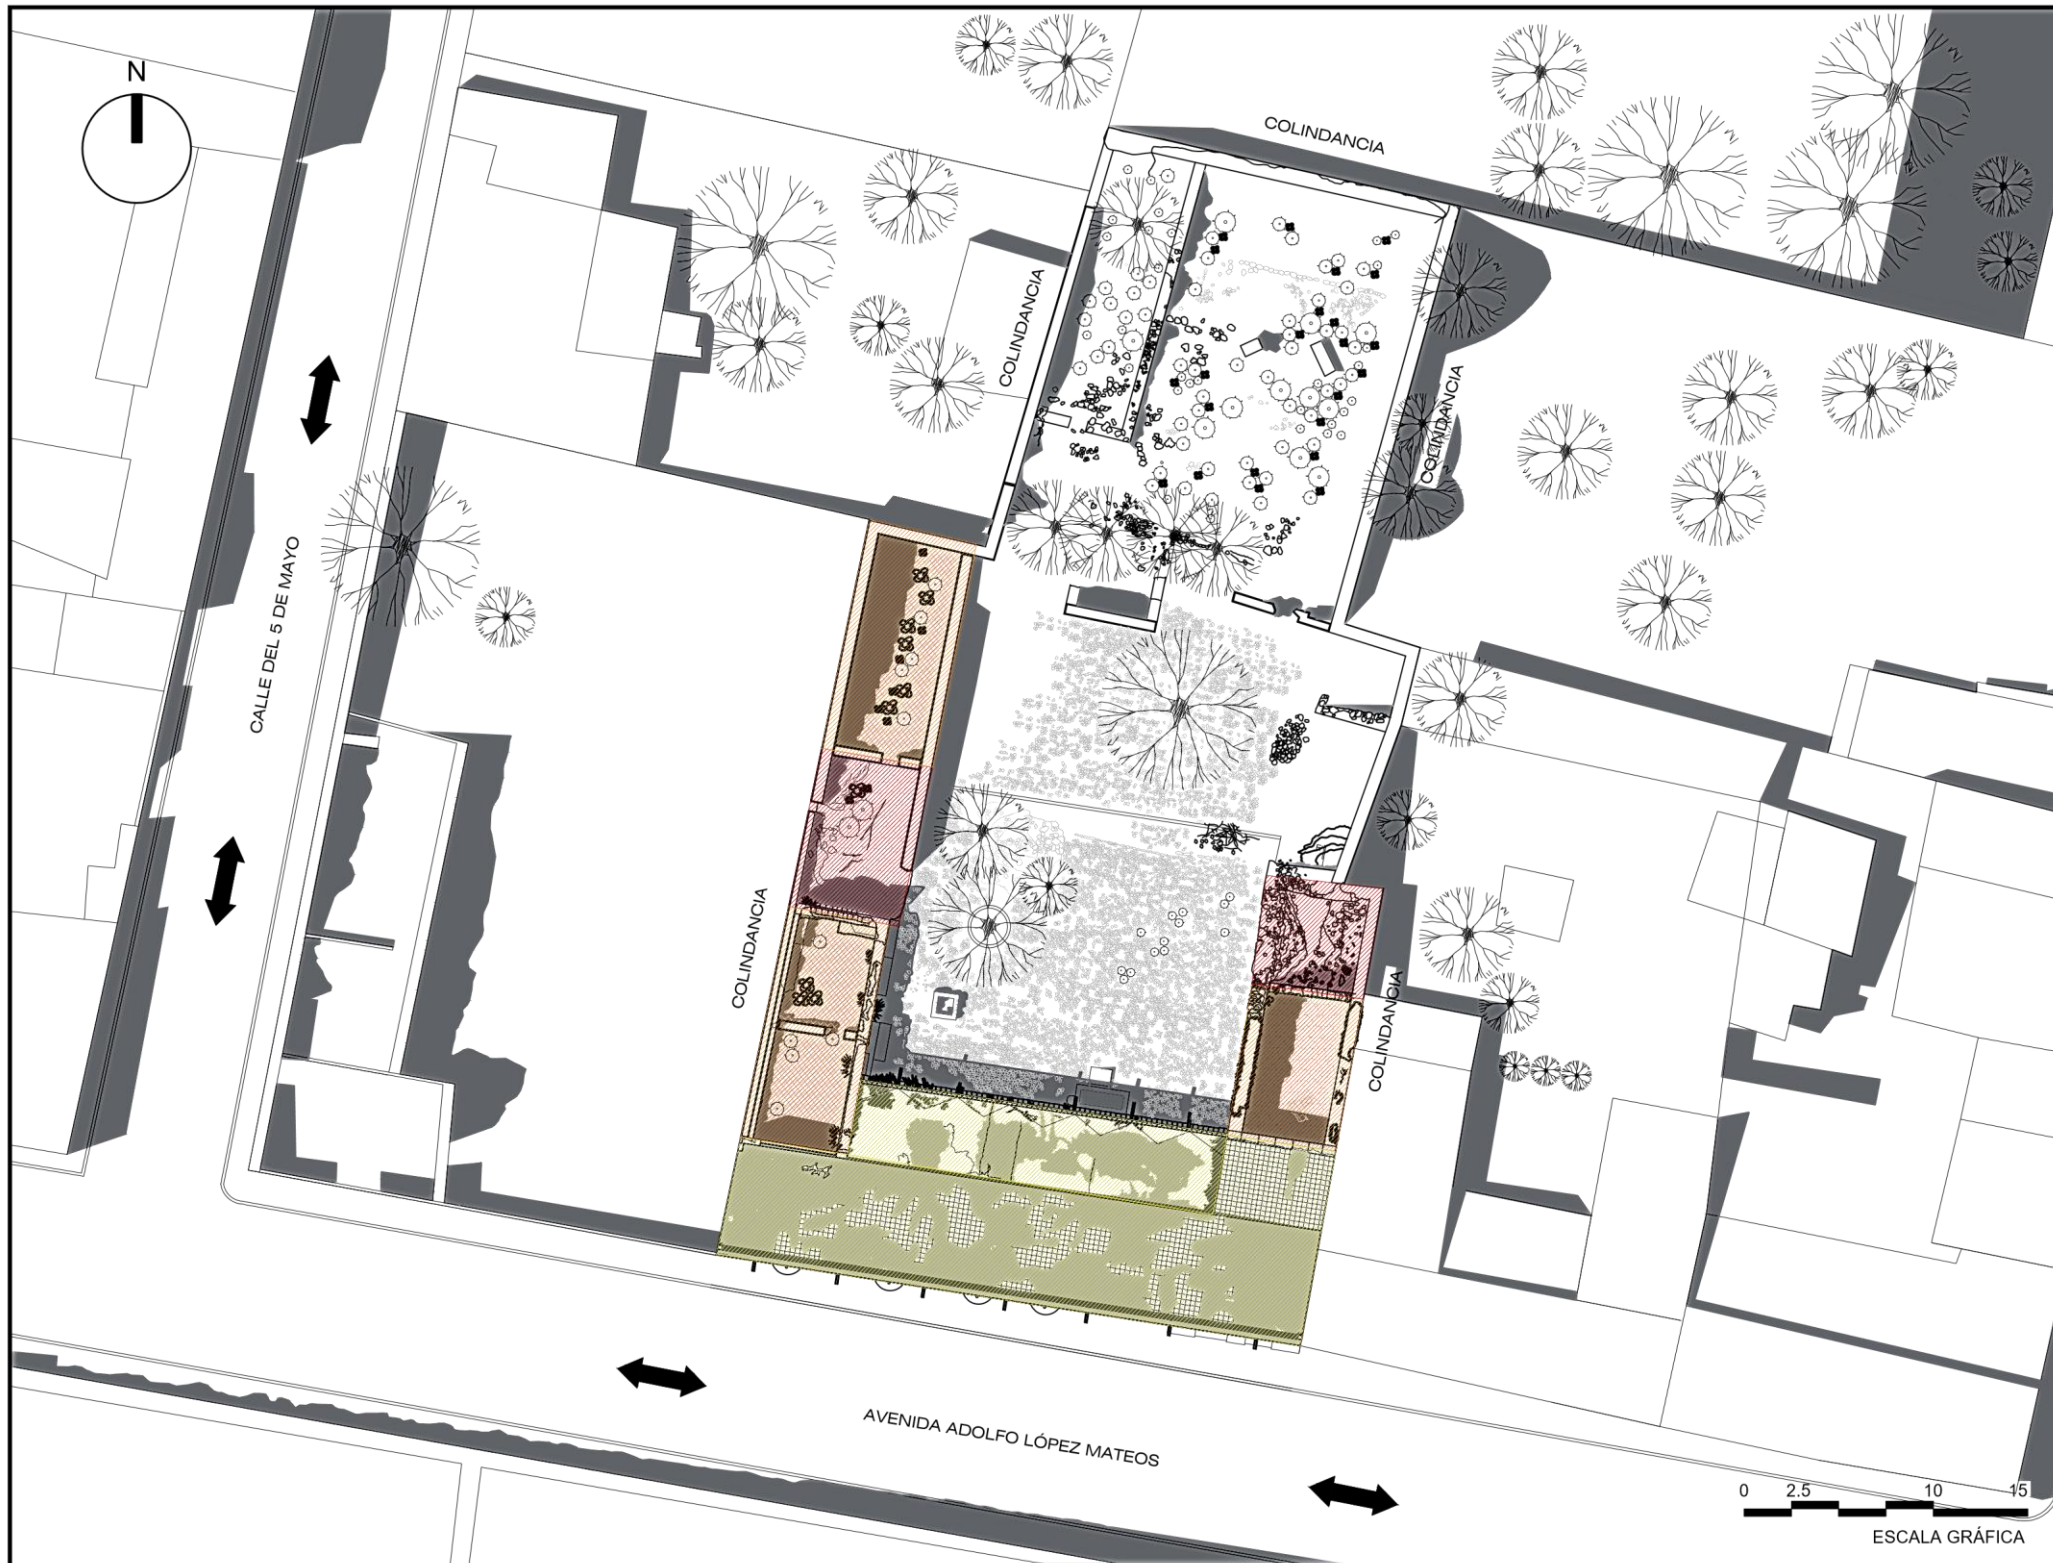 N
COLINDANCIA
COLINDANCIA
COLINDANCIA
CALLE DEL 5 DE MAYO
COLINDANCIA
COLINDANCIA
AVENIDA ADOLFO LÓPEZ MATEOS
0 2.5 10 15
ESCALA GRÁFICA